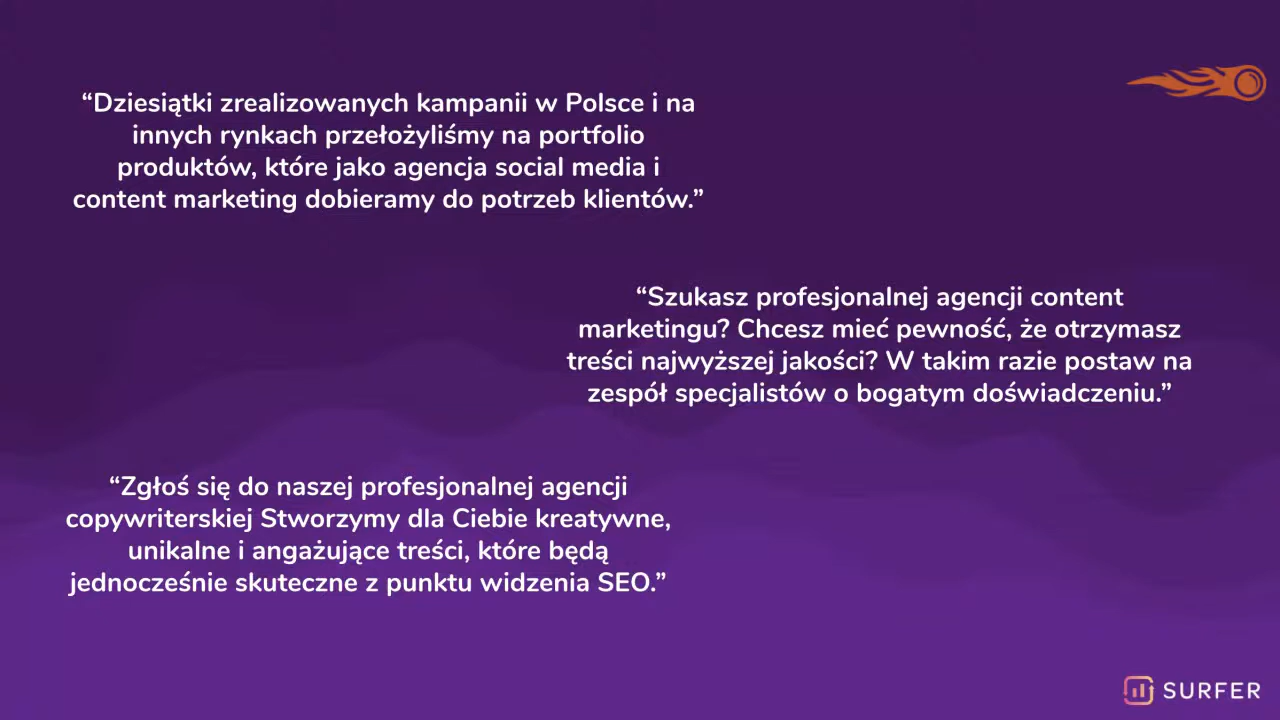 “Dziesiątki zrealizowanych kampanii w Polsce i na
innych rynkach przełożyliśmy na portfolio
produktów, które jako agencja social media i
content marketing dobieramy do potrzeb klientów.”
“Szukasz profesjonalnej agencji content
marketingu? Chcesz mieć pewność, że otrzymasz
treści najwyższej jakości? W takim razie postaw na
zespół specjalistów o bogatym doświadczeniu.”
“Zgłoś się do naszej profesjonalnej agencji
copywriterskiej Stworzymy dla Ciebie kreatywne,
unikalne i angażujące treści, które będą
jednocześnie skuteczne z punktu widzenia SEO.”
SURFER